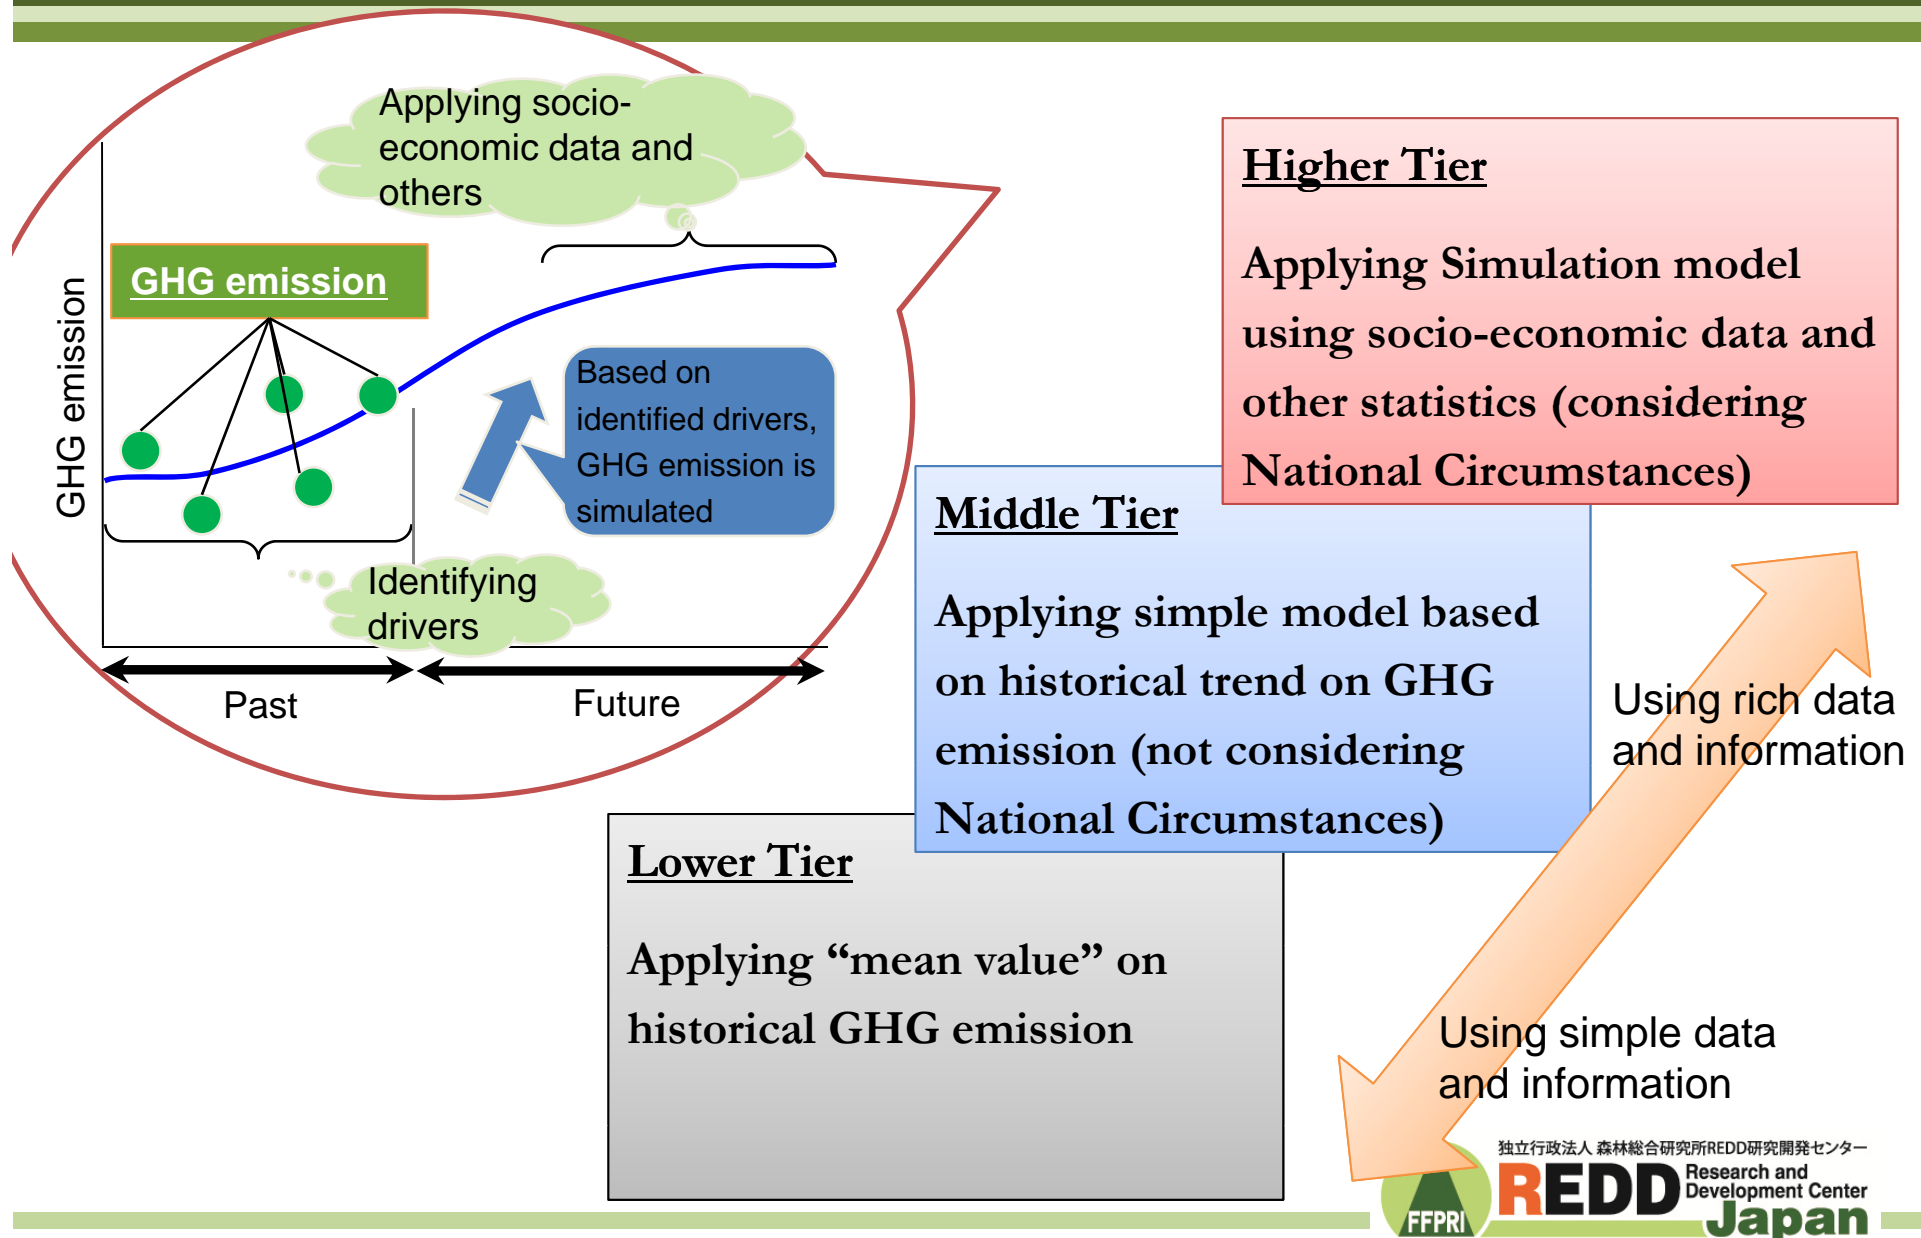 Applying socio-
economic data and
others
GHG emission
GHG emission
Based on
identified drivers,
GHG emission is
simulated
Identifying
drivers
Past
Future
Higher Tier
Applying Simulation model
using socio-economic data and
other statistics (considering
National Circumstances)
Middle Tier
Applying simple model based
on historical trend on GHG
emission (not considering
National Circumstances)
Lower Tier
Applying “mean value” on
historical GHG emission
Using rich data
and information
Using simple data
and information
独立行政法人 森林総合研究所REDD研究開発センター
FFPRI
REDD
Research and
Development Center
Japan